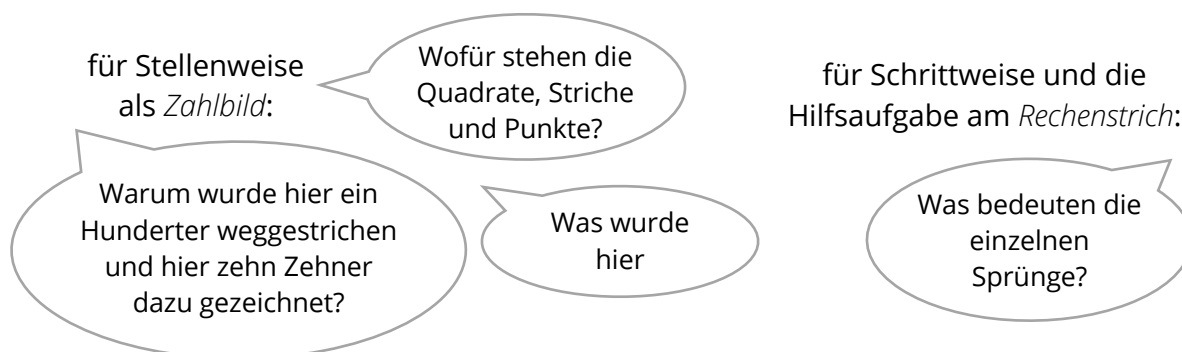 für Stellenweise
als Zahlbild:
Wofür stehen die
Quadrate, Striche
und Punkte?
Warum wurde hier ein
Hunderter weggestrichen
und hier zehn Zehner
dazu gezeichnet?
Was wurde
hier
für Schrittweise und die
Hilfsaufgabe am Rechenstrich:
Was bedeuten die
einzelnen
Sprünge?